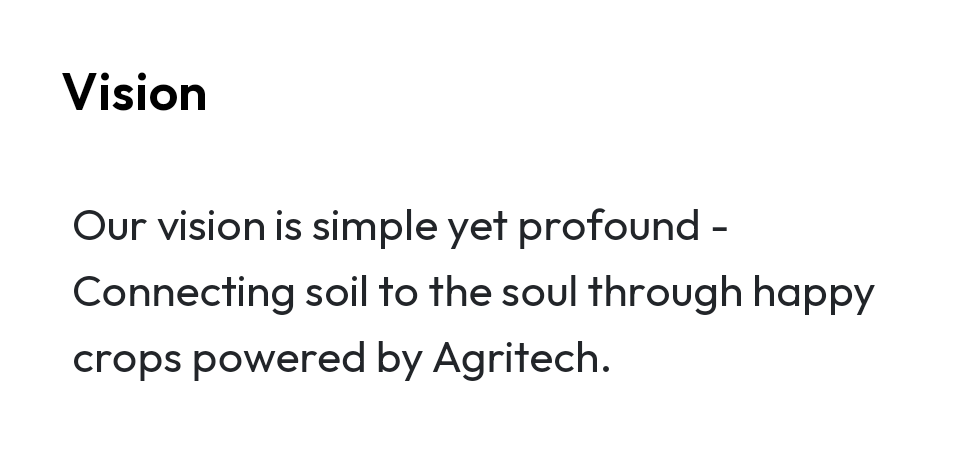 Vision
Our vision is simple yet profound -
Connecting soil to the soul through happy
crops powered by Agritech.